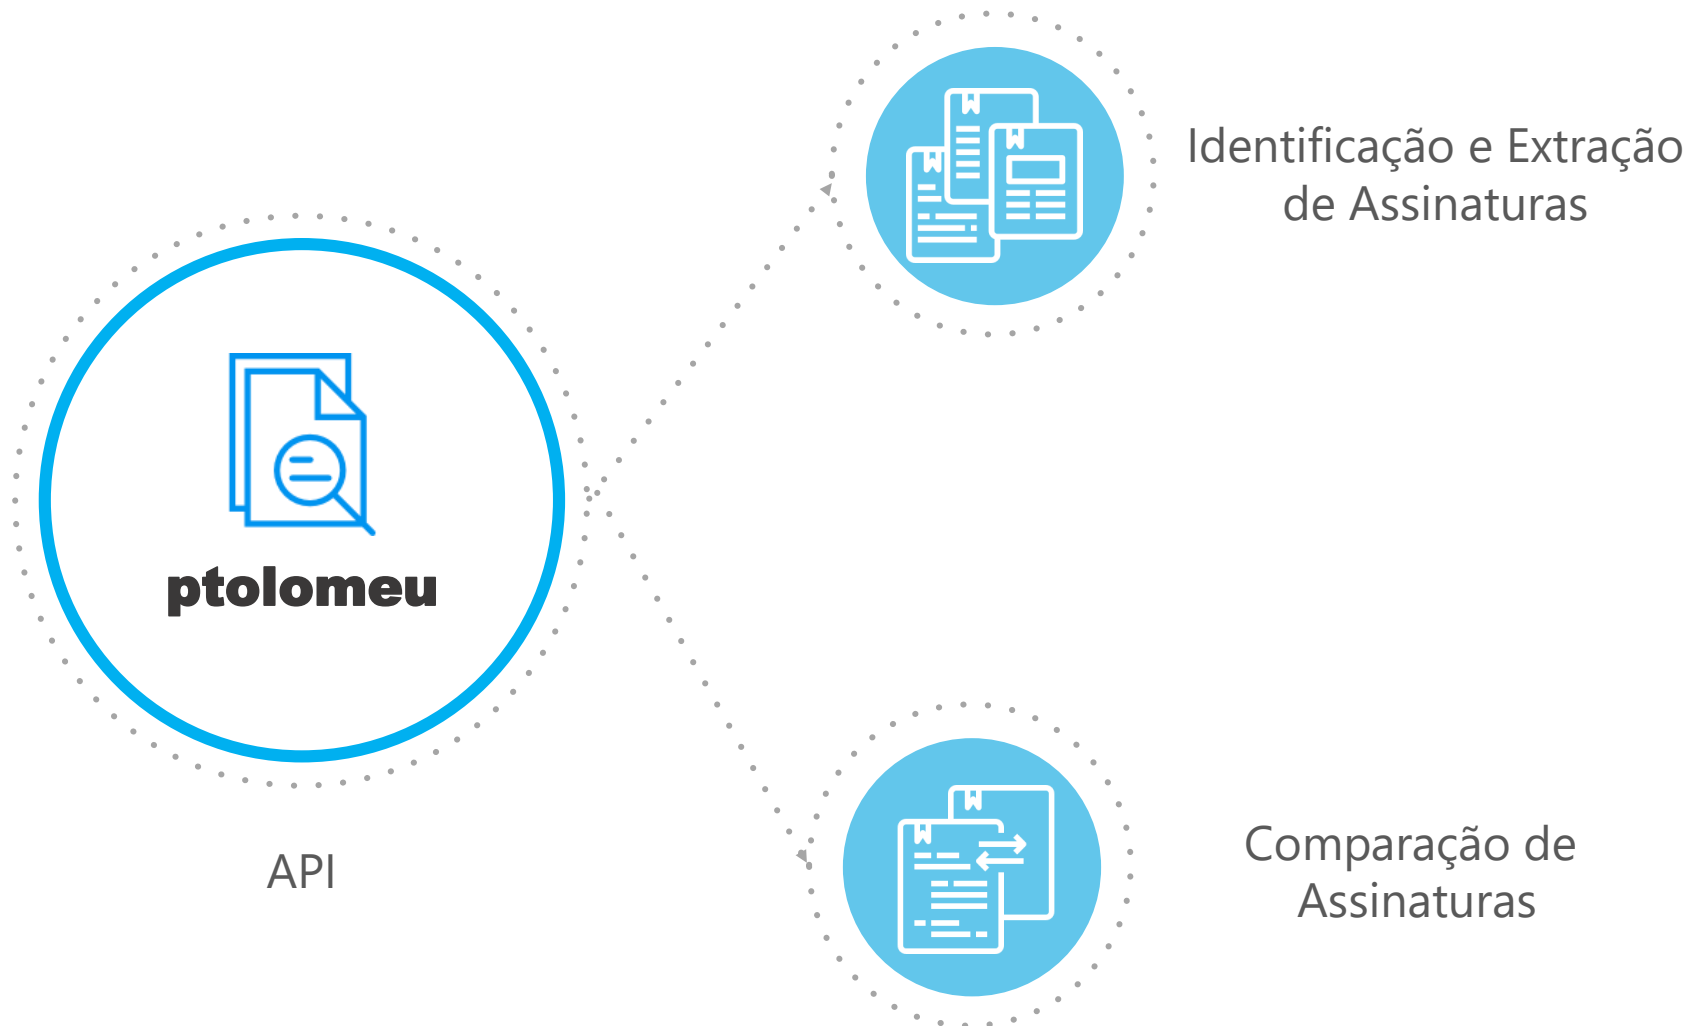 ptolomeu
API
Identificação e Extração
de Assinaturas
Comparação de
Assinaturas